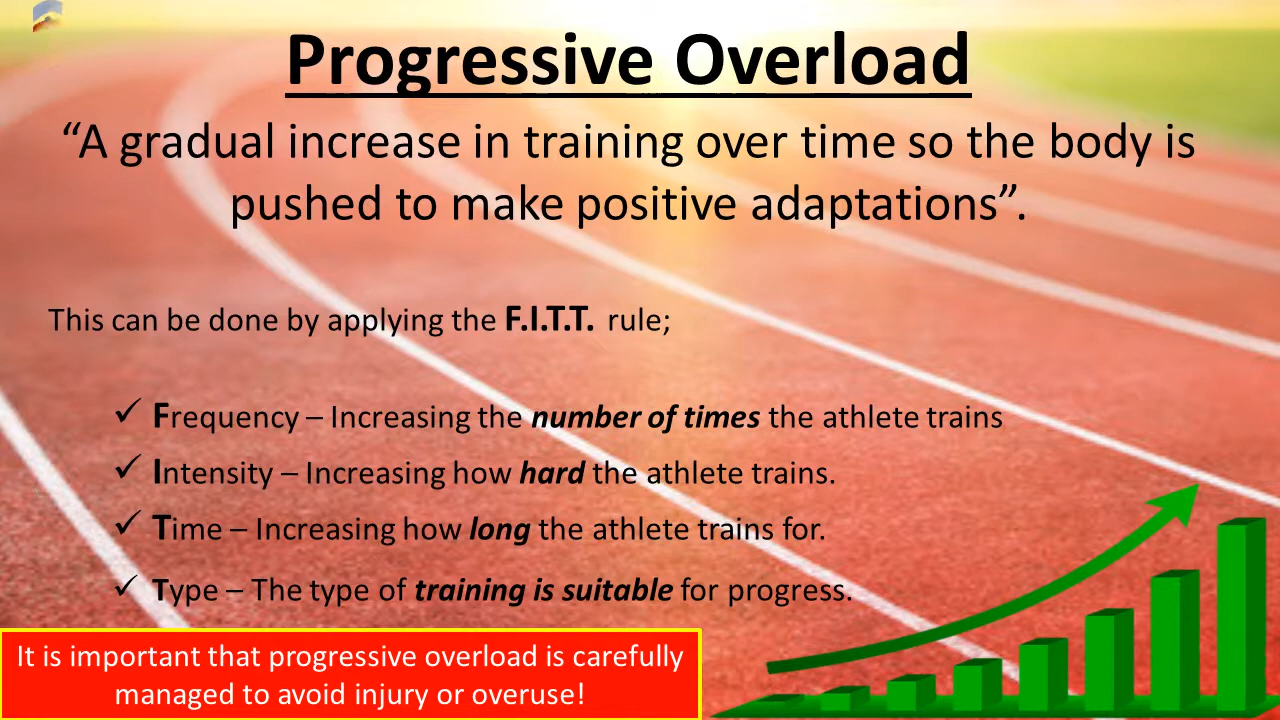 Progressive Overload
“A gradual increase in training over time so the body is
pushed to make positive adaptations”.
This can be done by applying the F.I.T.T. rule;
✓ Frequency – Increasing the number of times the athlete trains
✓ Intensity – Increasing how hard the athlete trains.
✓ Time – Increasing how long the athlete trains for.
✓ Type – The type of training is suitable for progress.
It is important that progressive overload is carefully
managed to avoid injury or overuse!